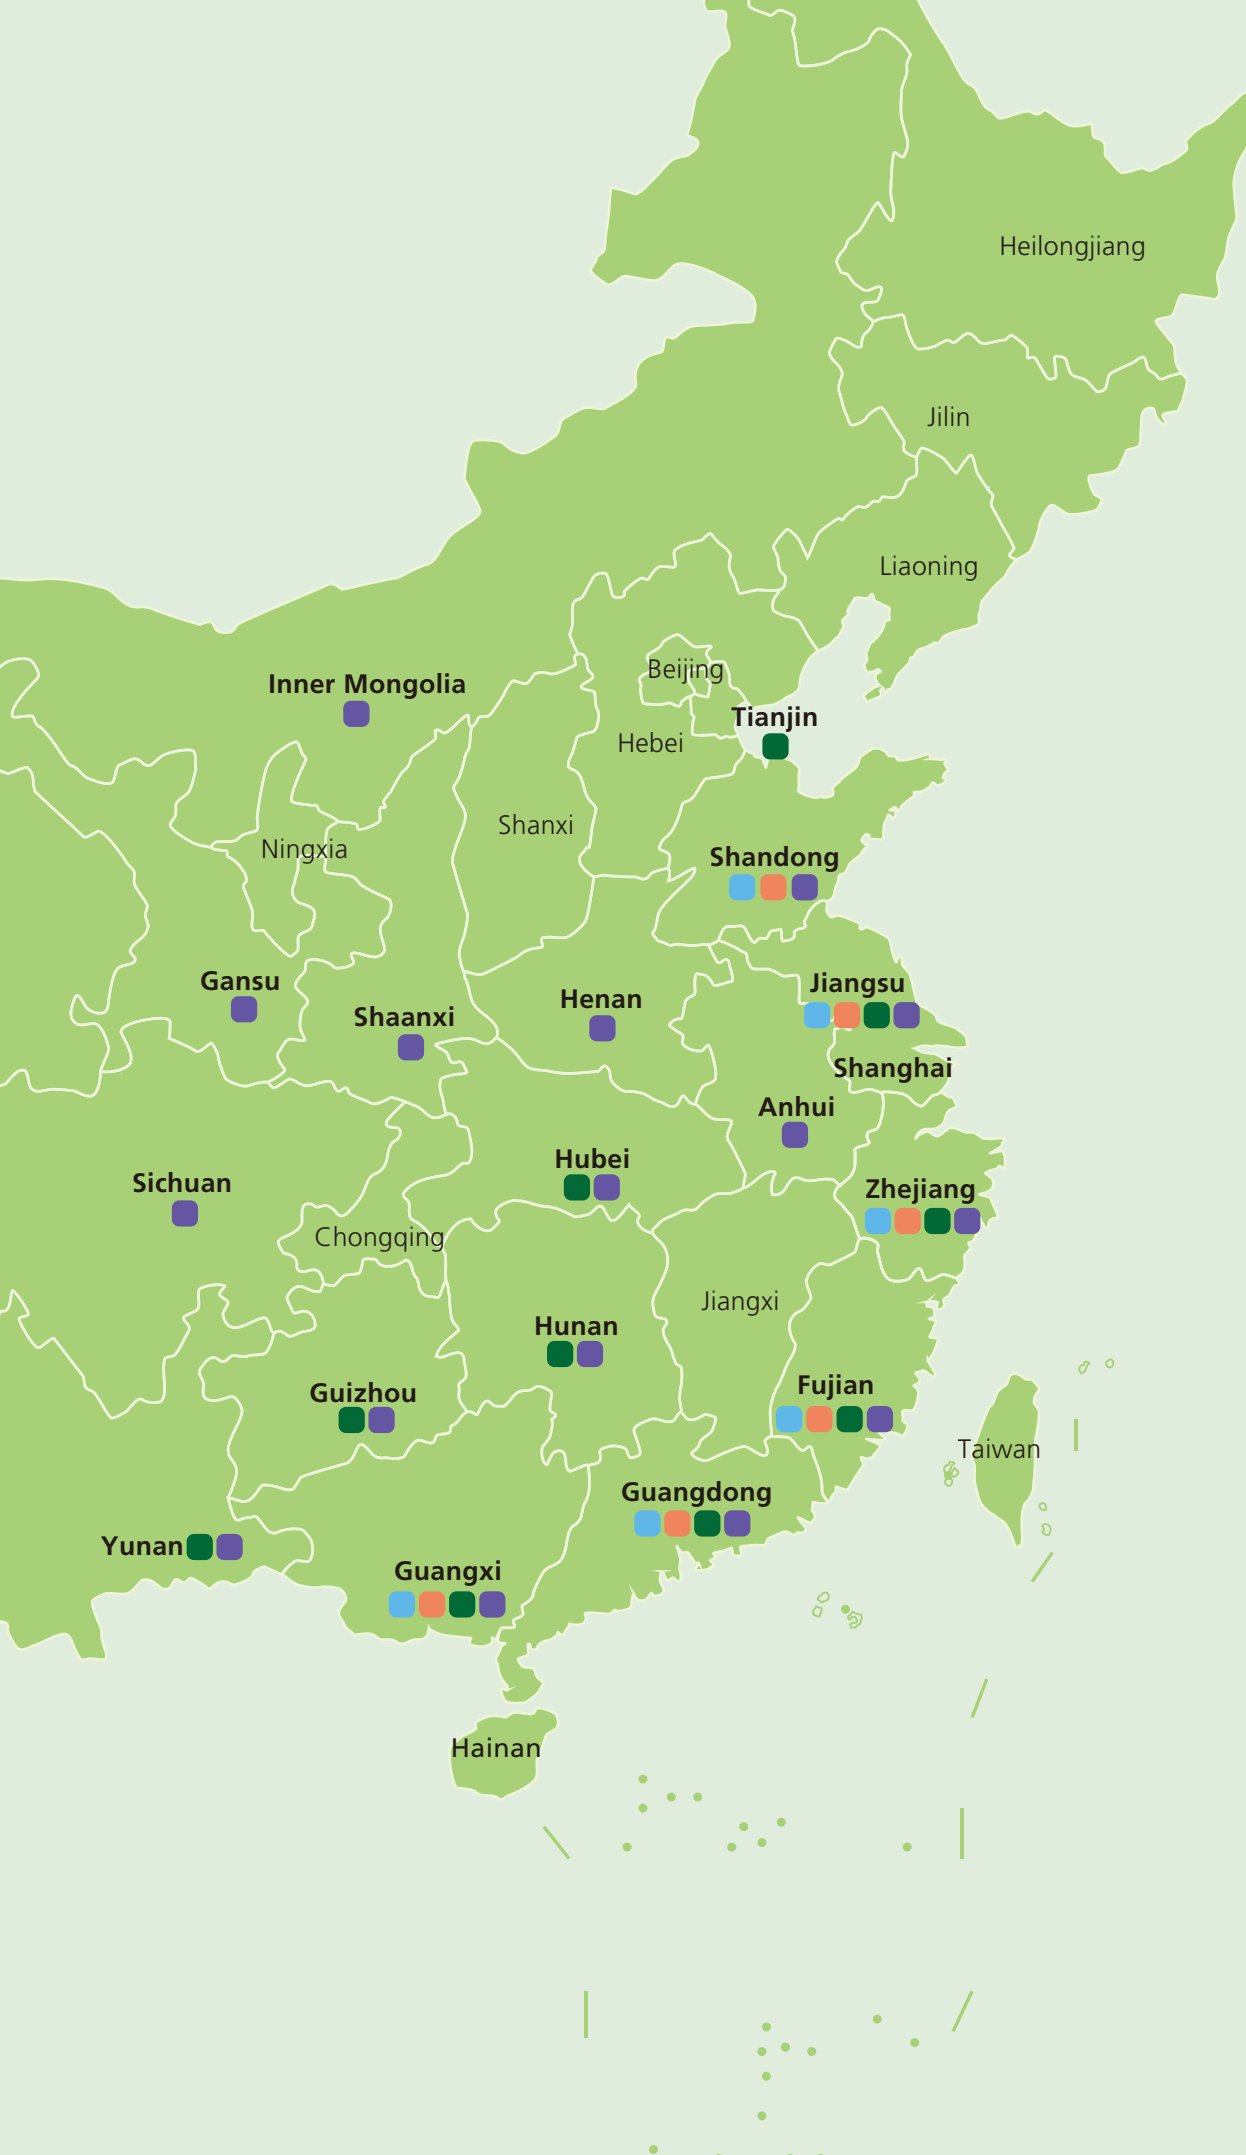 Heilongjiang
Jilin
Liaoning
Beijing
Inner Mongolia
Tianjin
Hebei
Shanxi
Ningxia
Shandong
Gansu
Jiangsu
Henan
Shaanxi
Shanghai
Anhui
Hubei
Sichuan
Zhejiang
Chongqing
Jiangxi
Hunan
Fujian
Guizhou
Taiwan
Guangdong
Yunan
Guangxi
Hainan